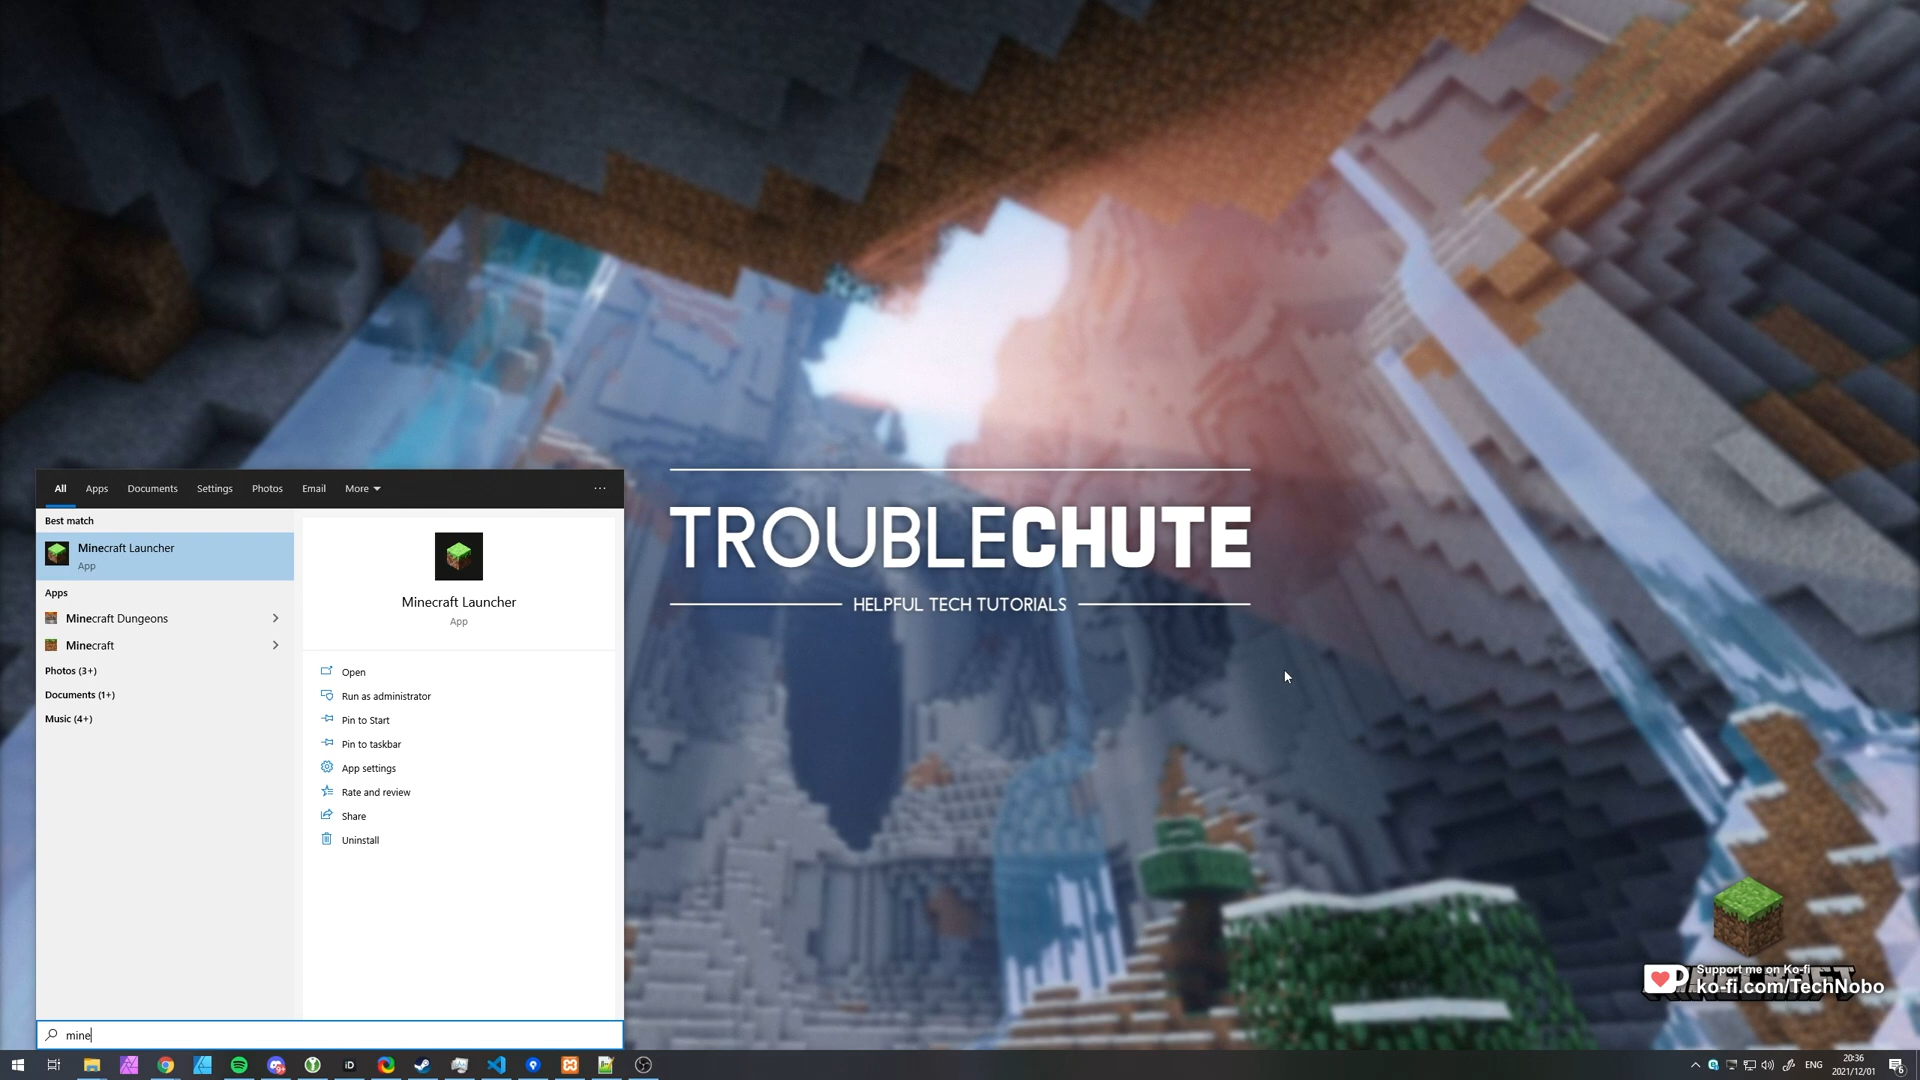 TROUBLECHUTE
HELPFUL TECH TUTORIALS
All Apps Documents Settings Photos Email More ...
Best match
Minecraft Launcher
App
Apps
Minecraft Dungeons
Minecraft
Photos (3+)
Documents (1+)
Music (4+)
Minecraft Launcher
App
Open
Run as administrator
Pin to Start
Pin to taskbar
App settings
Rate and review
Share
Uninstall
mine
Support me on Ko-fi
ko-fi.com/TechNobo
iD
ENG
20:36
2021/12/01
6